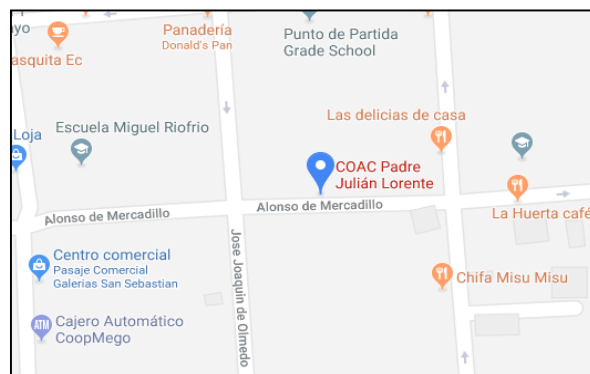 ayo
asquita Ec
Panadería
Donald's Pan
Punto de Partida
Grade School
Las delicias de casa
Escuela Miguel Riofrio
Loja
COAC Padre
Julián Lorente
Alonso de Mercadillo
Alonso de Mercadillo
La Huerta café
Centro comercial
Pasaje Comercial
Galerias San Sebastian
Jose Joaquin de Olmedo
Chifa Misu Misu
Cajero Automático
CoopMego
ATM